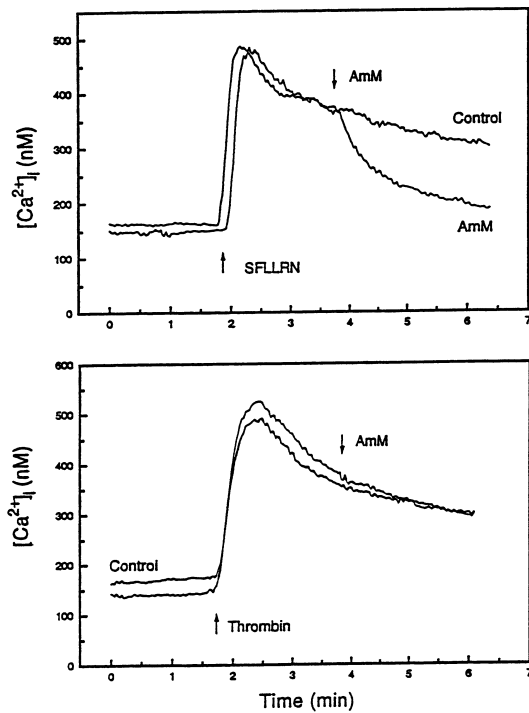 550
500
400
300
200
100
0
[Ca2+]i (nM)
AmM
Control
AmM
SFLLRN
0 1 2 3 4 5 6 7
600
500
400
300
200
100
0
[Ca2+]i (nM)
AmM
Control
Thrombin
0 1 2 3 4 5 6 7
Time (min)